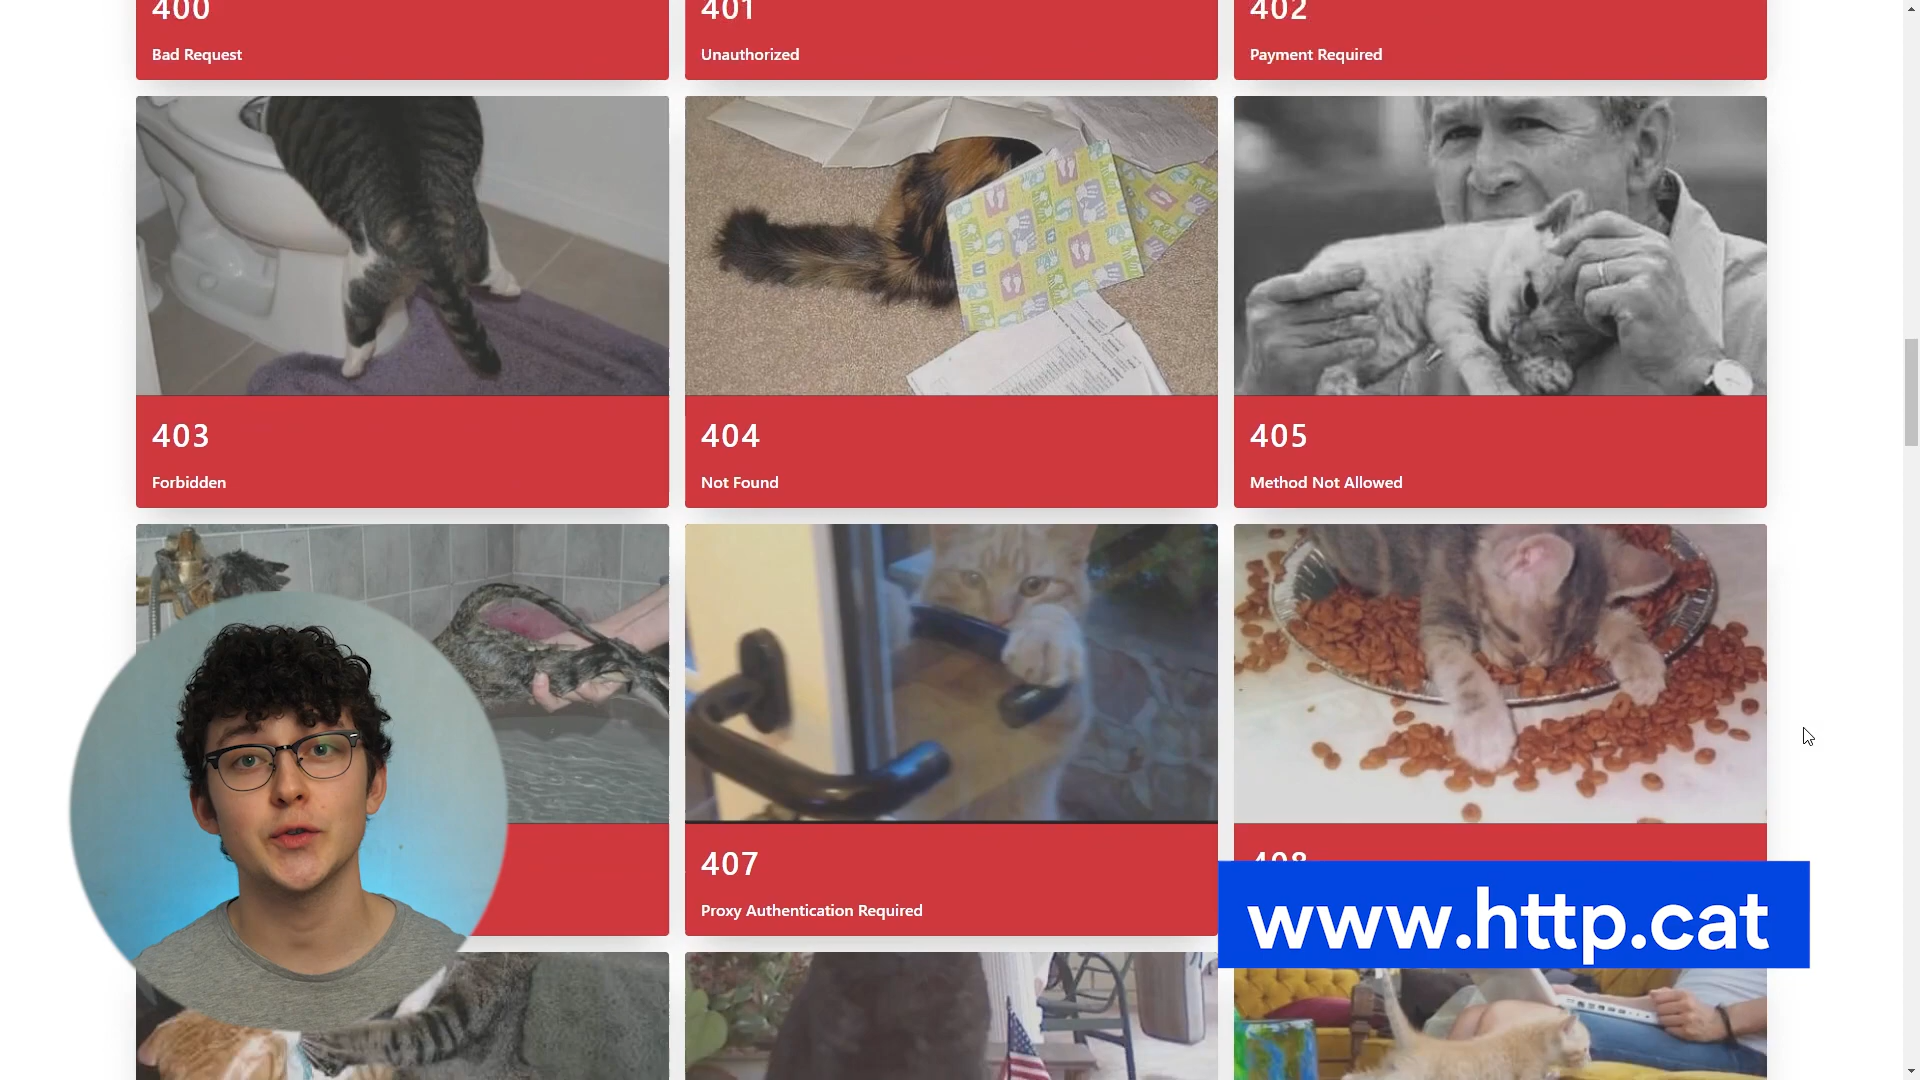 400
Bad Request
401
Unauthorized
402
Payment Required
403
Forbidden
404
Not Found
405
Method Not Allowed
407
Proxy Authentication Required
408
www.http.cat